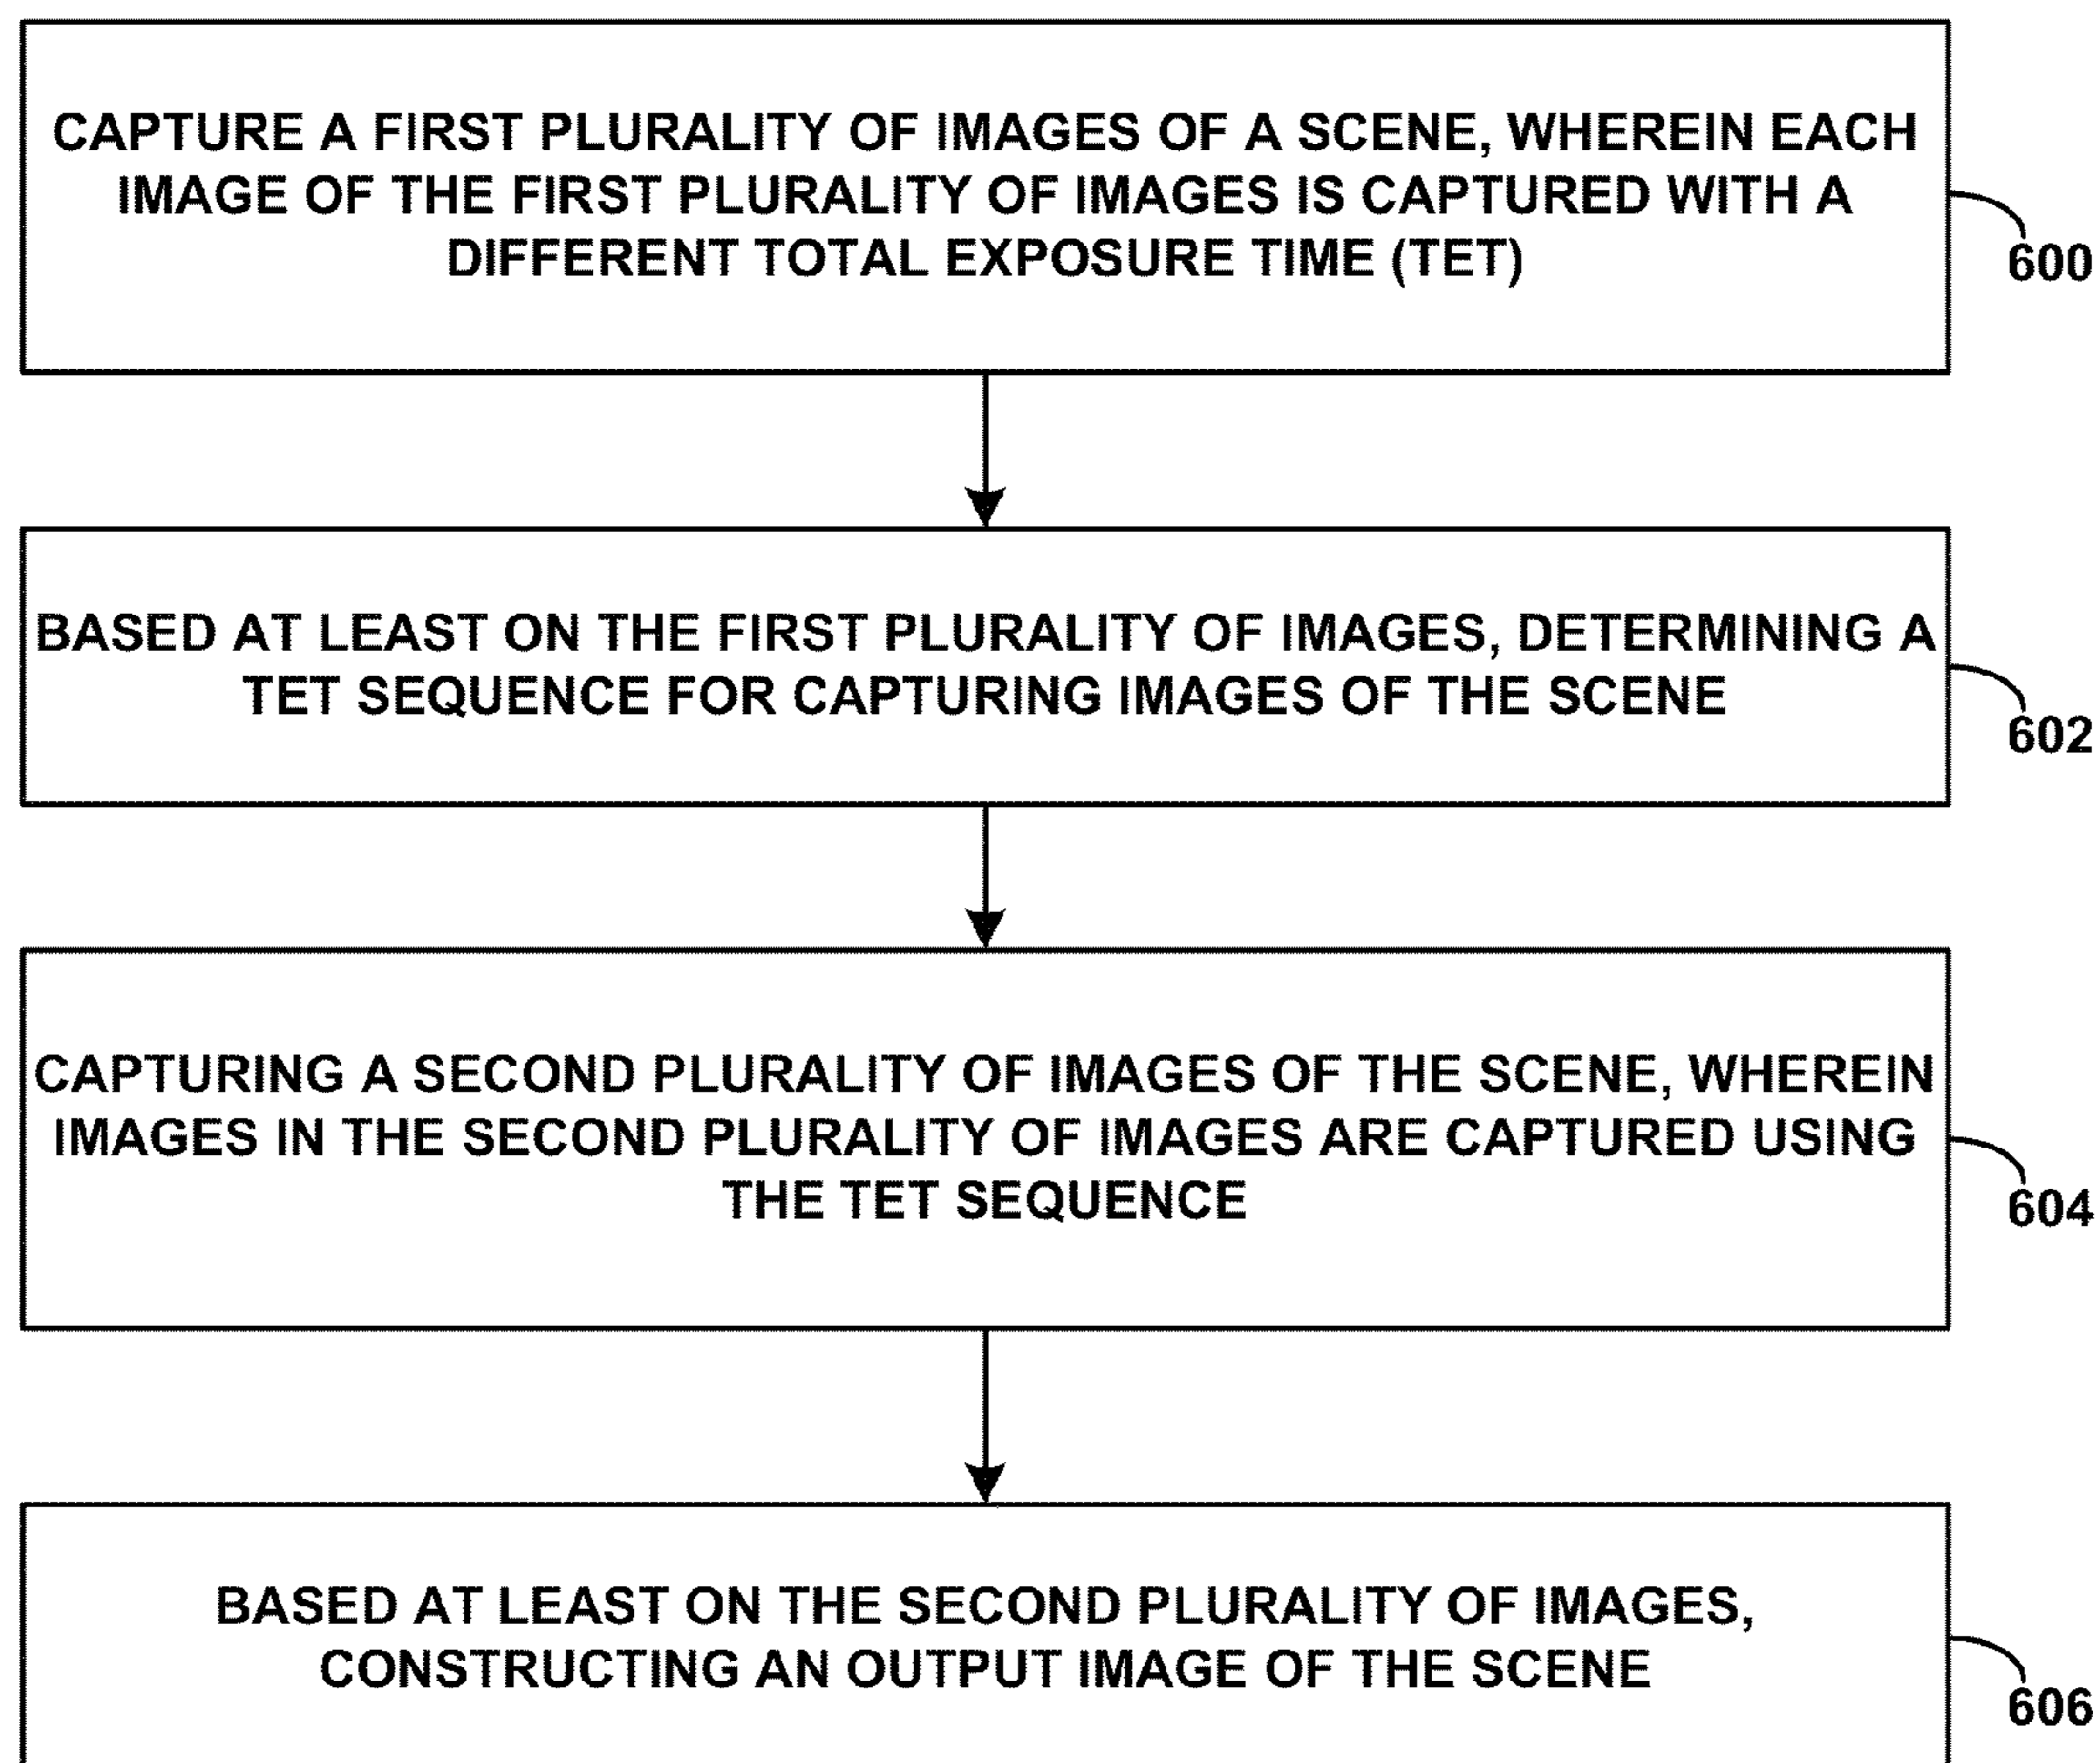 CAPTURE A FIRST PLURALITY OF IMAGES OF A SCENE, WHEREIN EACH
IMAGE OF THE FIRST PLURALITY OF IMAGES IS CAPTURED WITH A
DIFFERENT TOTAL EXPOSURE TIME (TET)
600
BASED AT LEAST ON THE FIRST PLURALITY OF IMAGES, DETERMINING A
TET SEQUENCE FOR CAPTURING IMAGES OF THE SCENE
602
CAPTURING A SECOND PLURALITY OF IMAGES OF THE SCENE, WHEREIN
IMAGES IN THE SECOND PLURALITY OF IMAGES ARE CAPTURED USING
THE TET SEQUENCE
604
BASED AT LEAST ON THE SECOND PLURALITY OF IMAGES,
CONSTRUCTING AN OUTPUT IMAGE OF THE SCENE
606